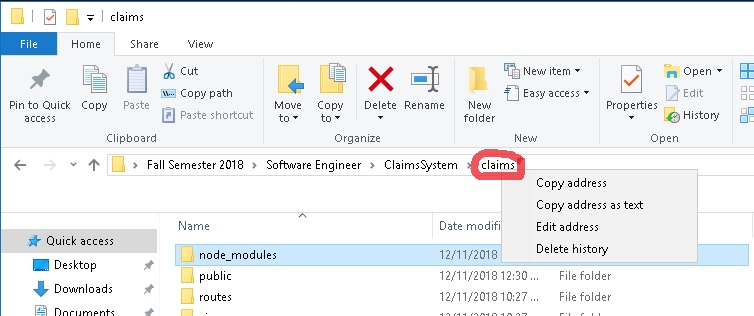 claims
File Home Share View
Pin to Quick access
Copy
Paste
Cut
Copy path
Paste shortcut
Clipboard
Move to
Copy to
Delete
Rename
Organize
New folder
New item
Easy access
New
Properties
Open
Edit
History
Open
Fall Semester 2018 Software Engineer ClaimsSystem claims
Copy address
Copy address as text
Edit address
Delete history
Name Date modifi
Quick access
Desktop
Downloads
Documents
node_modules 12/11/2018
public 12/11/2018 12:30 ... File folder
routes 12/11/2018 10:27 ... File folder